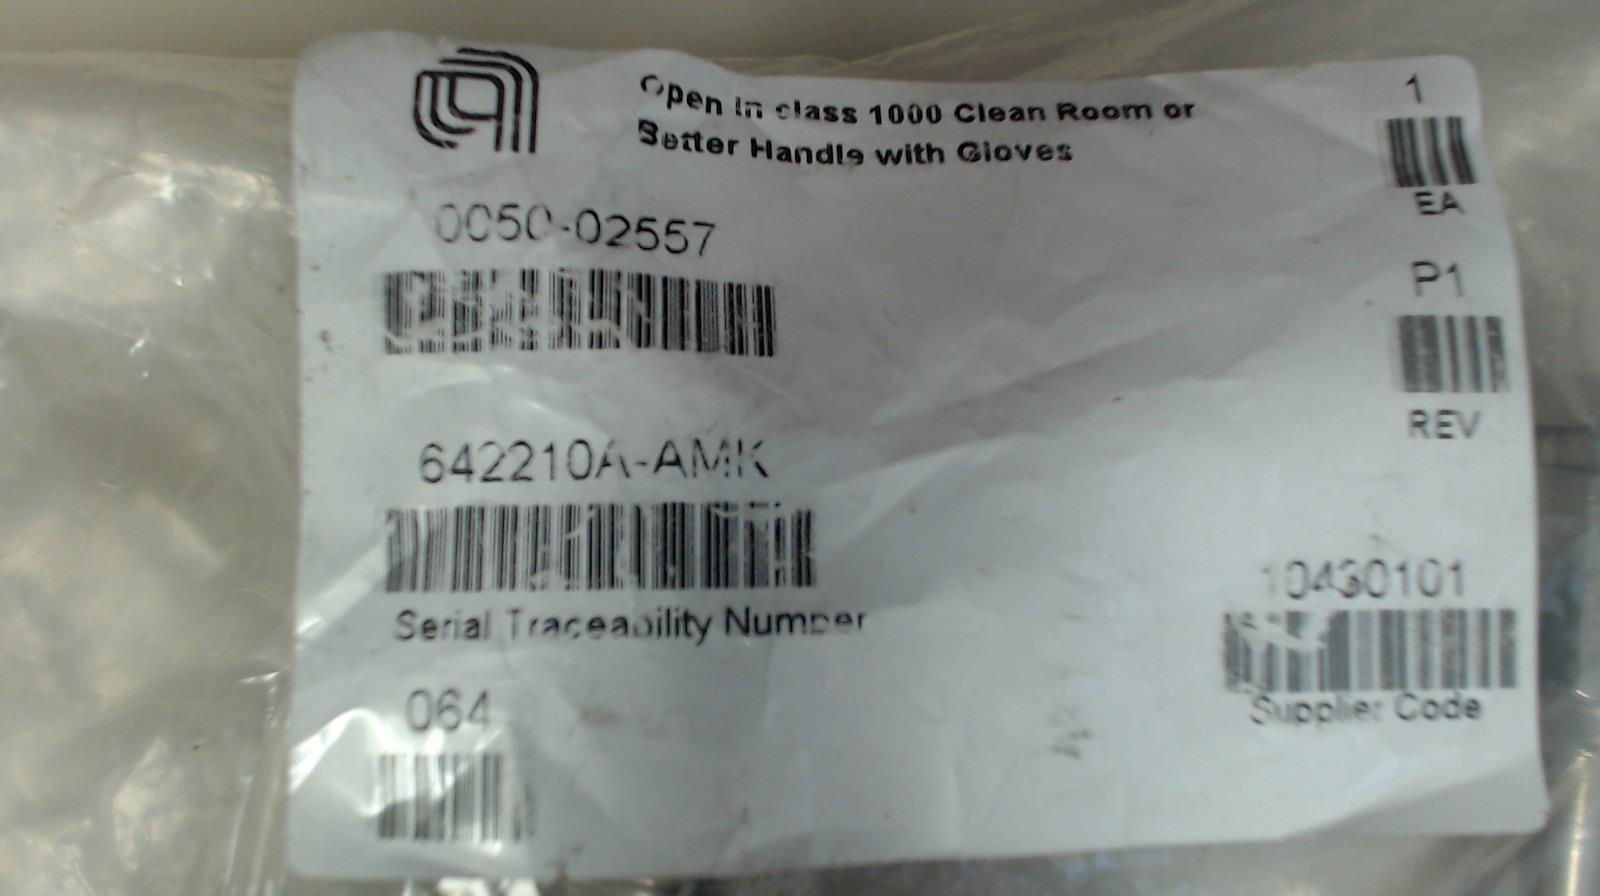 Open in class 1000 Clean Room or
Better Handle with Gloves
1
EA
0050-02557
P1
REV
642210A-AMK
Serial Traceability Number
10430101
Supplier Code
064